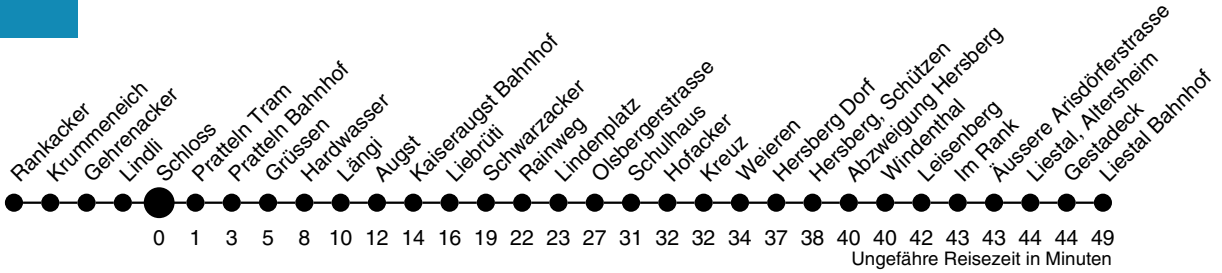 Rankacker
Krummeneich
Gehrenacker
Lindli
Schloss
Pratteln Tram
Pratteln Bahnhof
Grüssen
Hardwasser
Längi
Augst
Kaiseraugst Bahnhof
Liebrüti
Schwarzacker
Rainweg
Lindenplatz
Olsbergerstrasse
Schulhaus
Hofacker
Kreuz
Weieren
Hersberg Dorf
Hersberg, Schützen
Abzweigung Hersberg
Windenthal
Leisenberg
Im Rank
Äussere Arisdörferstrasse
Liestal, Altersheim
Gestadeck
Liestal Bahnhof
0 1 3 5 8 10 12 14 16 19 22 23 27 31 32 32 34 37 38 40 40 42 43 43 44 44 49
Ungefähre Reisezeit in Minuten